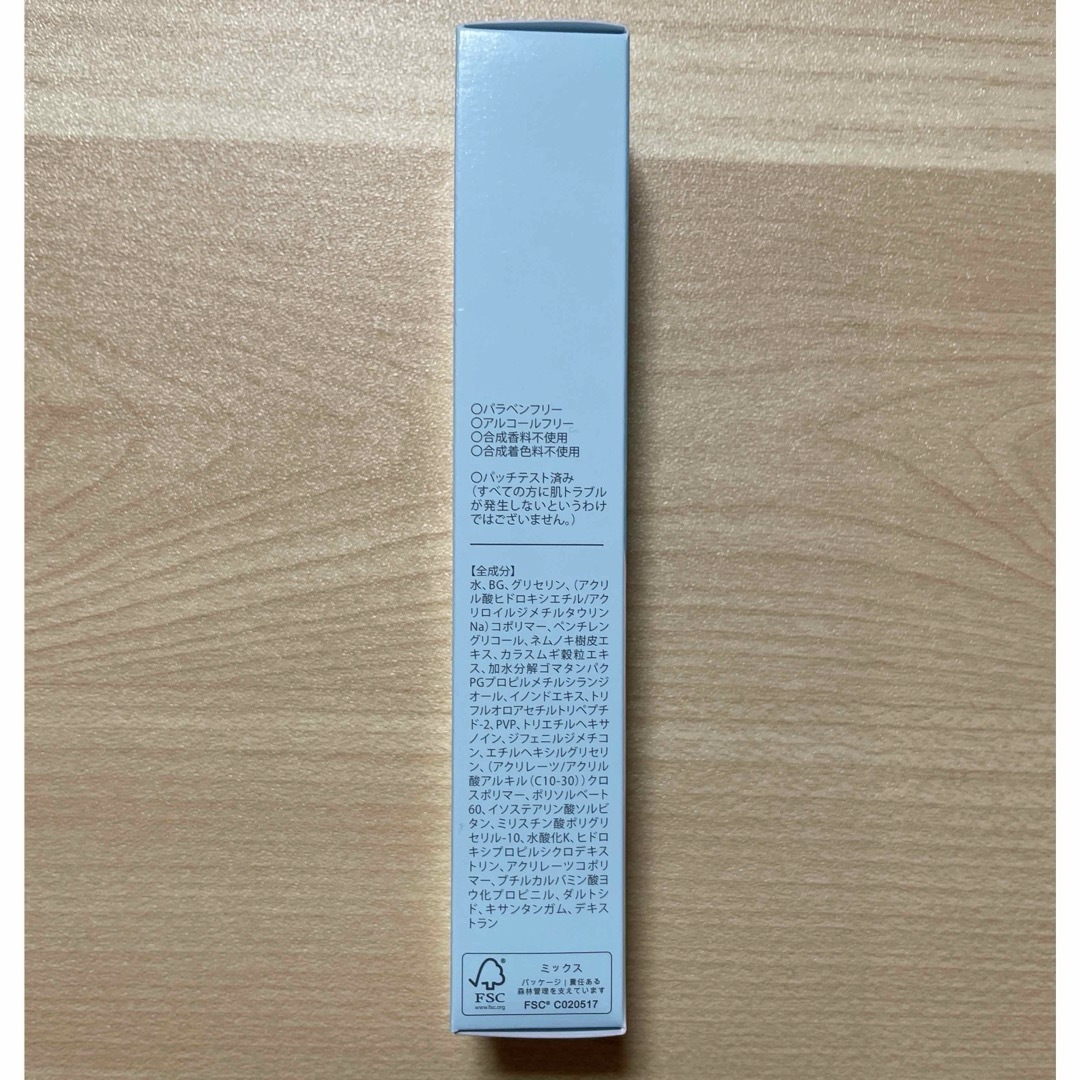 ○パラベンフリー
○アルコールフリー
○合成香料不使用
○合成着色料不使用
○パッチテスト済み
(すべての方に肌トラブル
が発生しないというわけ
ではございません。)
【全成分】
水、BG、グリセリン、(アクリ
ル酸ヒドロキシエチル/アク
リロイルジメチルタウリン
Na)コポリマー、ペンチレン
グリコール、ネムノキ樹皮エ
キス、カラスムギ穀粒エキ
ス、加水分解ゴマタンパク
PGプロピルメチルシランジ
オール、イノンドエキス、トリ
フルオロアセチルトリペプチ
ド-2、PVP、トリエチルヘキサ
ノイン、ジフェニルジメチコ
ン、エチルヘキシルグリセリ
ン、(アクリレーツ/アクリル
酸アルキル(C10-30))クロ
スポリマー、ポリソルベート
60、イソステアリン酸ソルビ
タン、ミリスチン酸ポリグリ
セリル-10、水酸化K、ヒドロ
キシプロピルシクロデキス
トリン、アクリレーツコポリ
マー、ブチルカルバミン酸ヨ
ウ化プロピニル、ダルトシ
ド、キサンタンガム、デキス
トラン
FSC®
www.fsc.org
ミックス
パッケージ|責任ある
森林管理を支えています
FSC® C020517